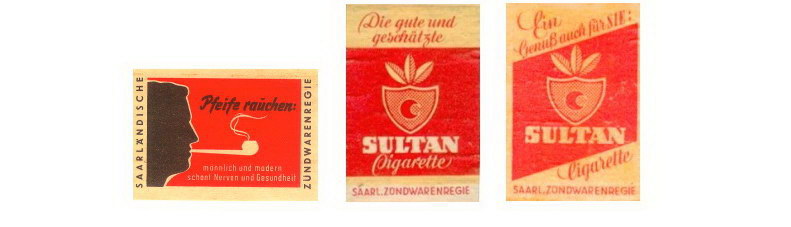 SAARLÄNDISCHE
Pfeife rauchen:
männlich und modern
schont Nerven und Gesundheit
ZÜNDWARENREGIE
Die gute und
geschätzte
SULTAN
Cigarette
SAARL.ZÜNDWARENREGIE
Ein
Genuß auch für SIE:
SULTAN
Cigarette
SAARL.ZÜNDWARENREGIE